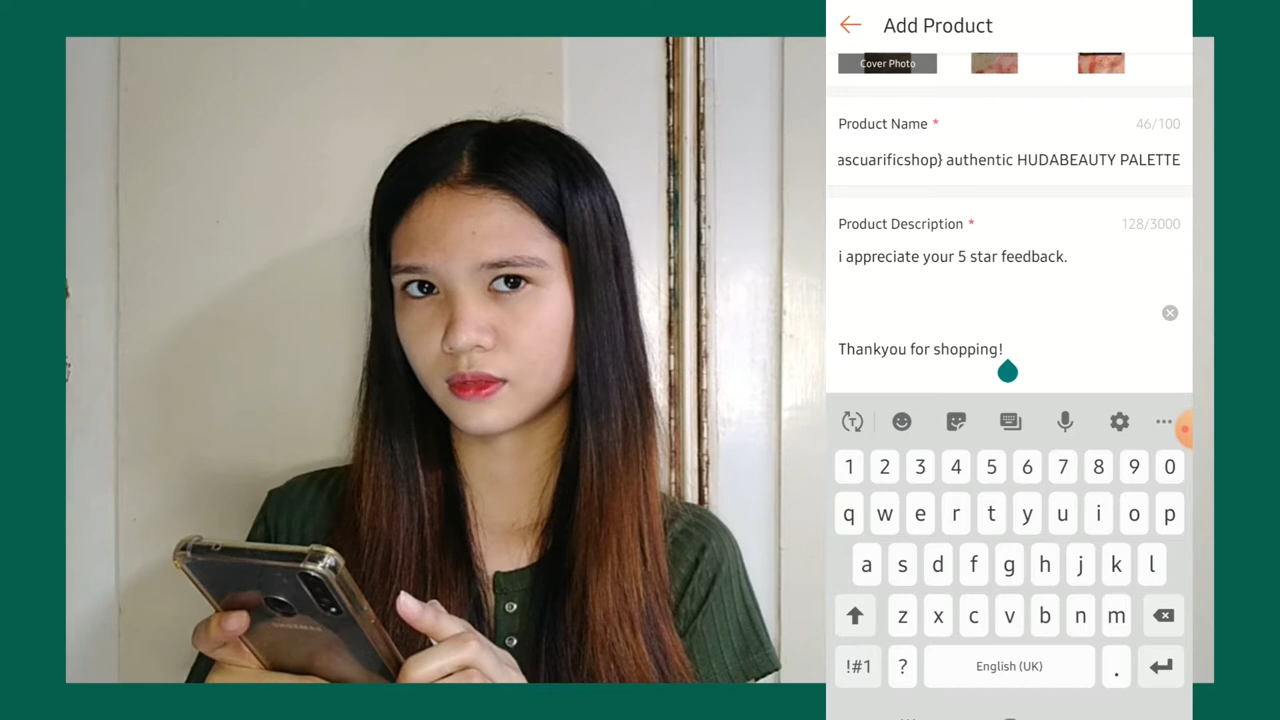 Add Product
Cover Photo
Product Name * 46/100
ascuarificshop} authentic HUDABEAUTY PALETTE
Product Description * 128/3000
i appreciate your 5 star feedback.
Thankyou for shopping!
1 2 3 4 5 6 7 8 9 0
q w e r t y u i o p
a s d f g h j k l
z x c v b n m
!#1 ? English (UK) .